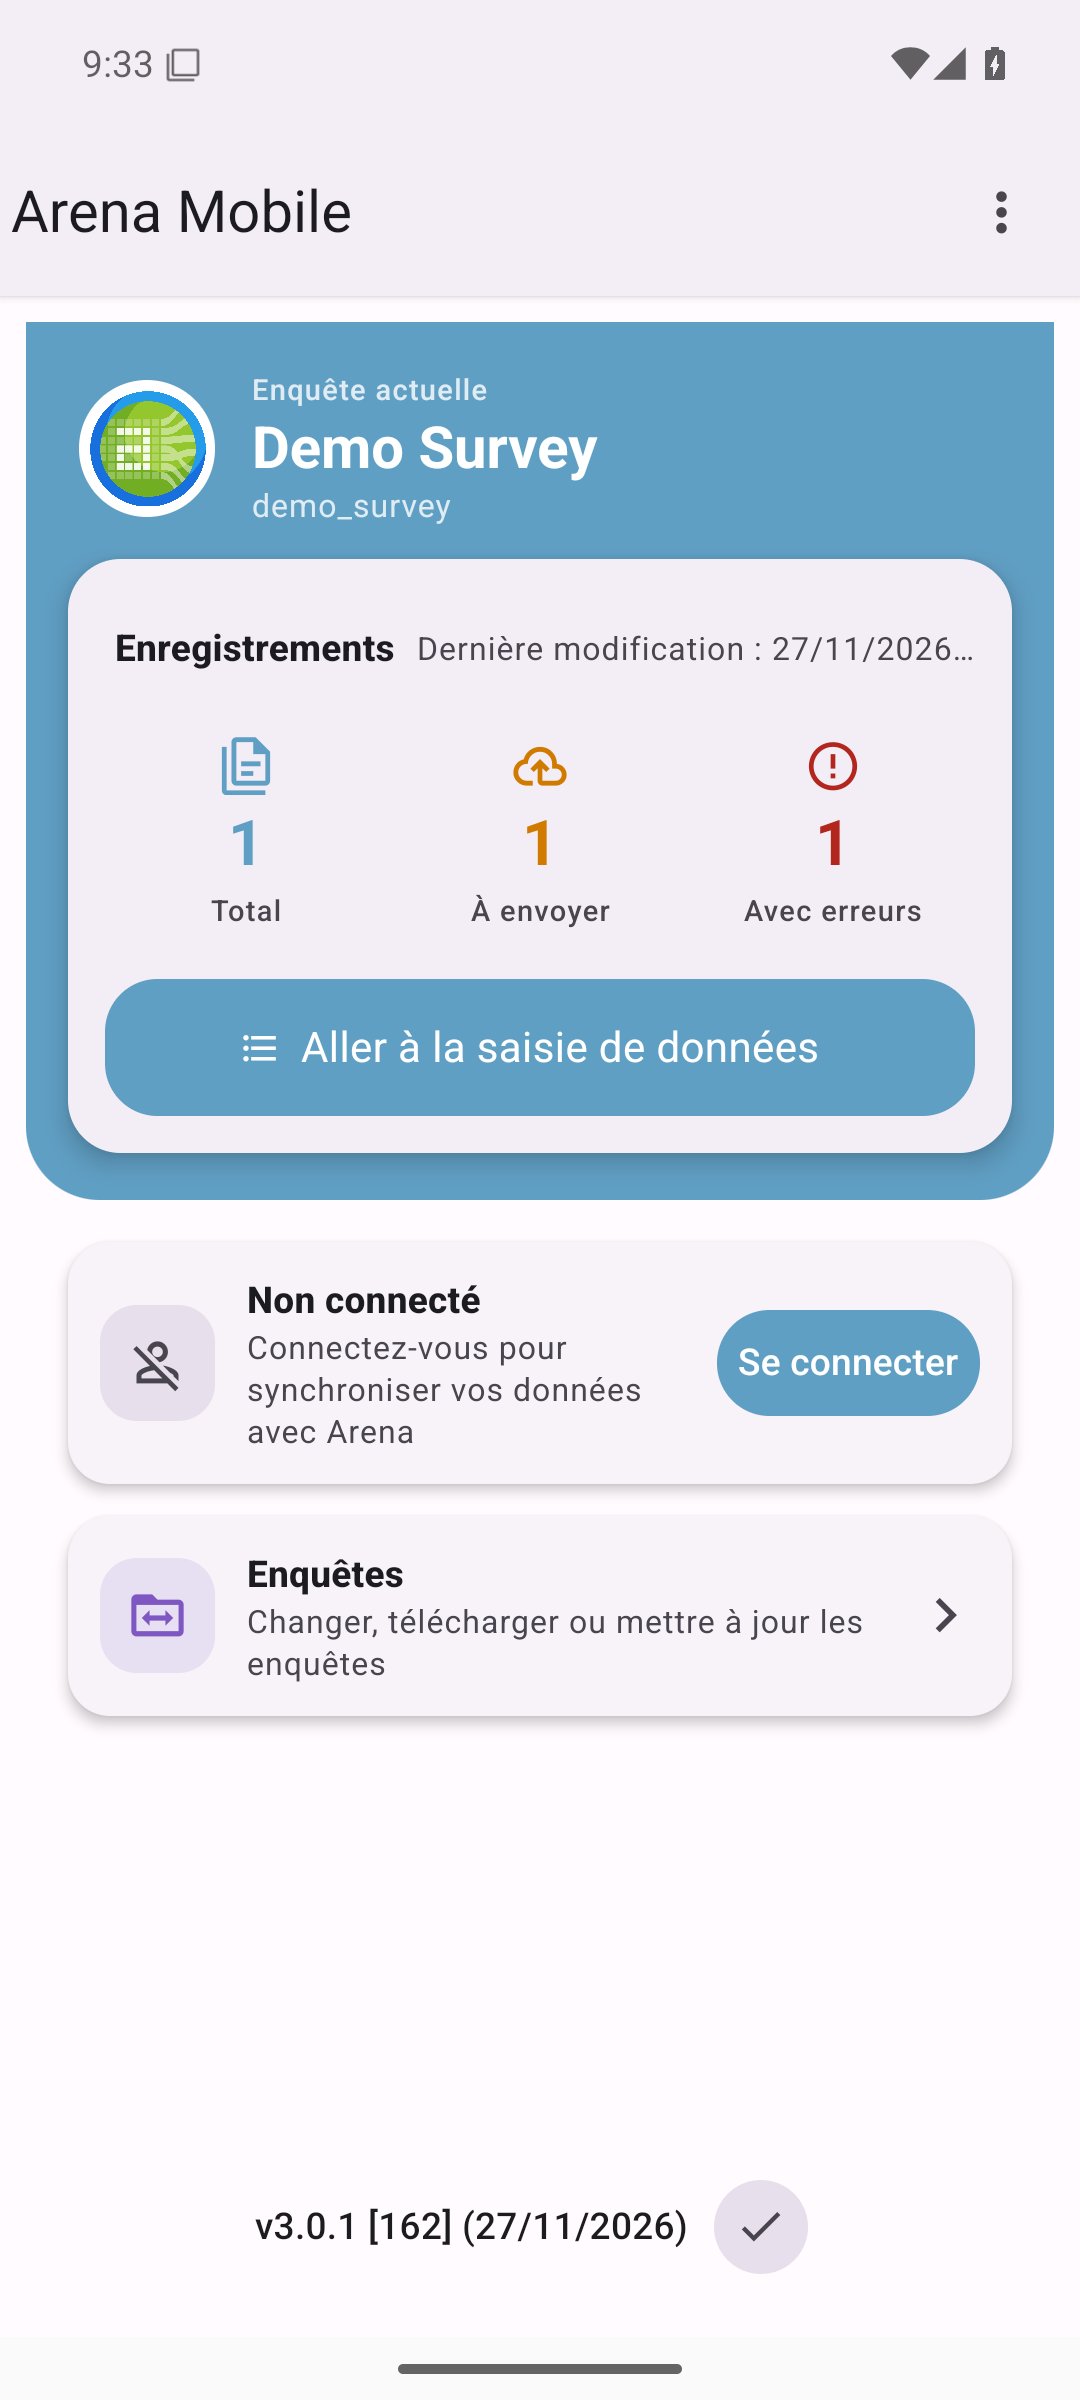 9:33
Arena Mobile
Enquête actuelle
Demo Survey
demo_survey
Enregistrements Dernière modification : 27/11/2026…
1 1 1
Total À envoyer Avec erreurs
Aller à la saisie de données
Non connecté
Connectez-vous pour
synchroniser vos données
avec Arena
Se connecter
Enquêtes
Changer, télécharger ou mettre à jour les
enquêtes
v3.0.1 [162] (27/11/2026)